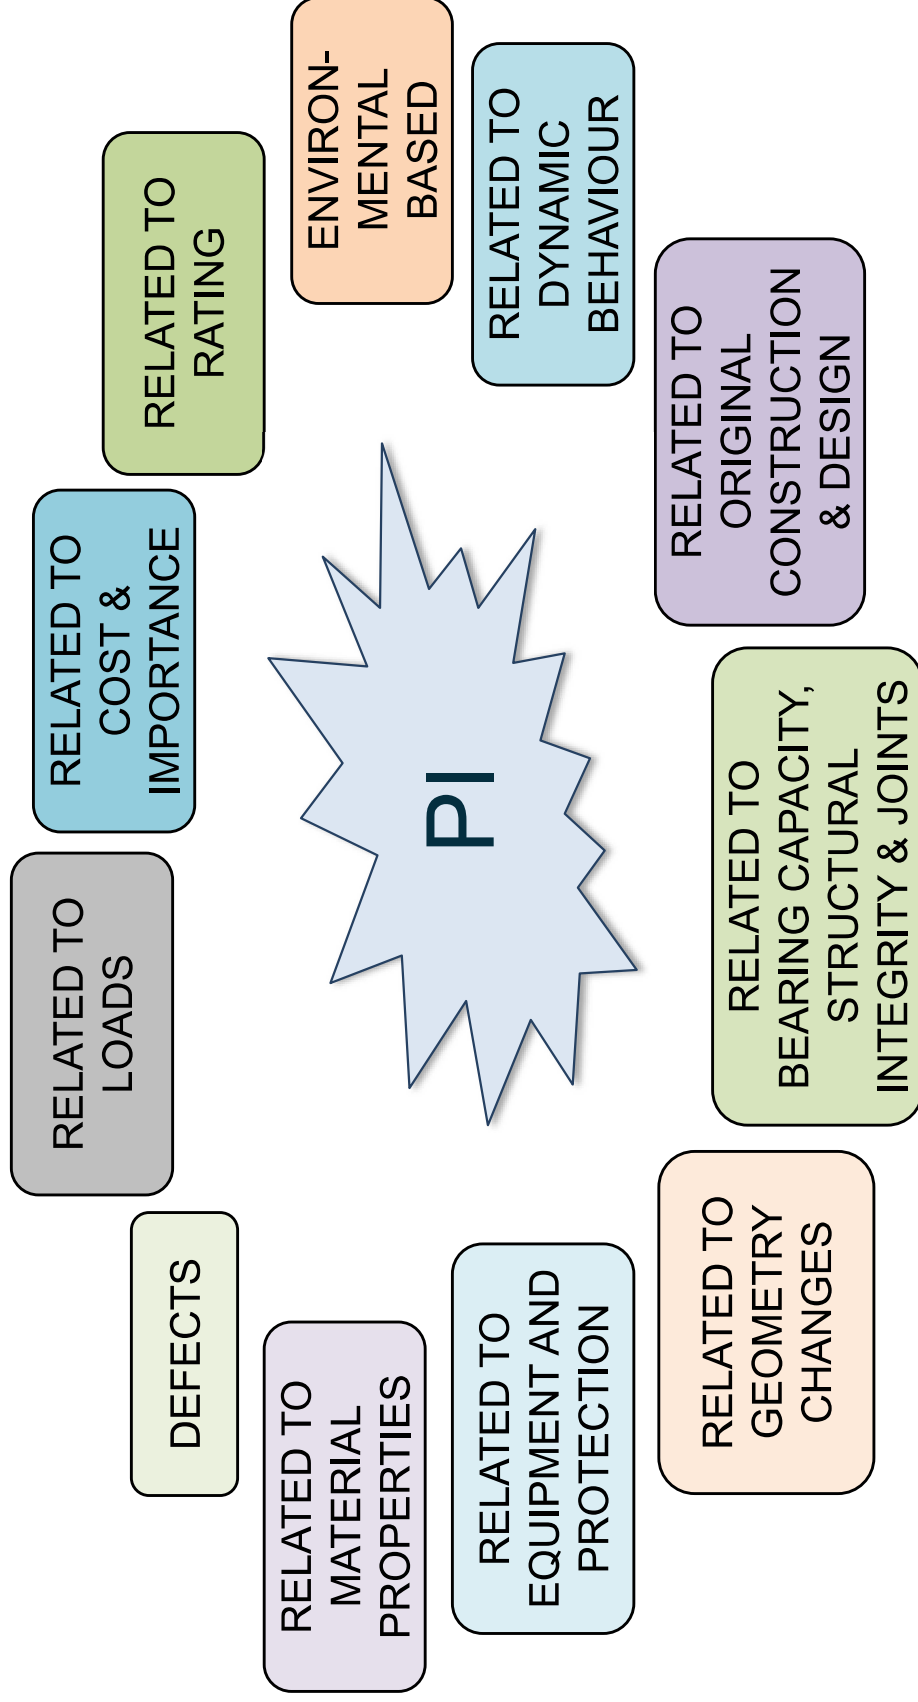 DEFECTS
RELATED TO
LOADS
RELATED TO
COST &
IMPORTANCE
RELATED TO
RATING
ENVIRON-
MENTAL
BASED
RELATED TO
DYNAMIC
BEHAVIOUR
RELATED TO
ORIGINAL
CONSTRUCTION
& DESIGN
RELATED TO
BEARING CAPACITY,
STRUCTURAL
INTEGRITY & JOINTS
RELATED TO
GEOMETRY
CHANGES
RELATED TO
EQUIPMENT AND
PROTECTION
RELATED TO
MATERIAL
PROPERTIES
PI